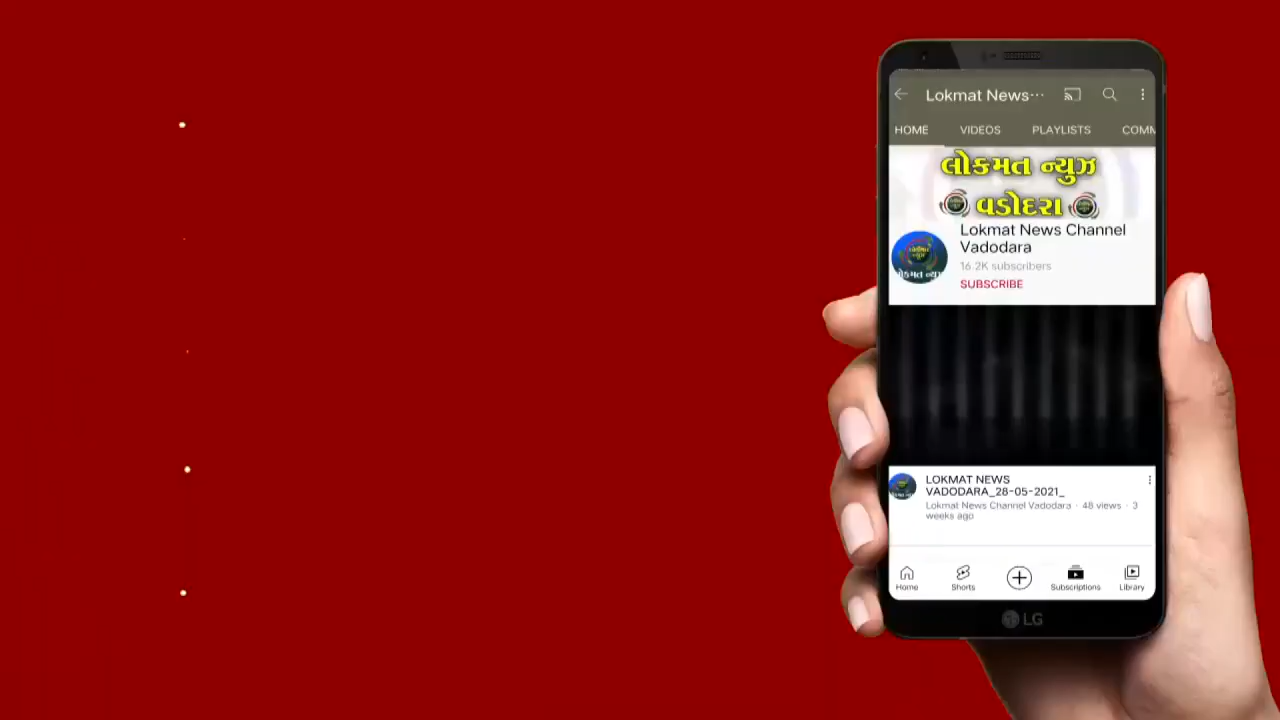 Lokmat News...
HOME VIDEOS PLAYLISTS COMM
લોકમત ન્યુઝ
વડોદરા
Lokmat News Channel
Vadodara
16.2K subscribers
SUBSCRIBE
LOKMAT NEWS
VADODARA_28-05-2021_
Lokmat News Channel Vadodara · 48 views · 3
weeks ago
Home Shorts Subscriptions Library
LG